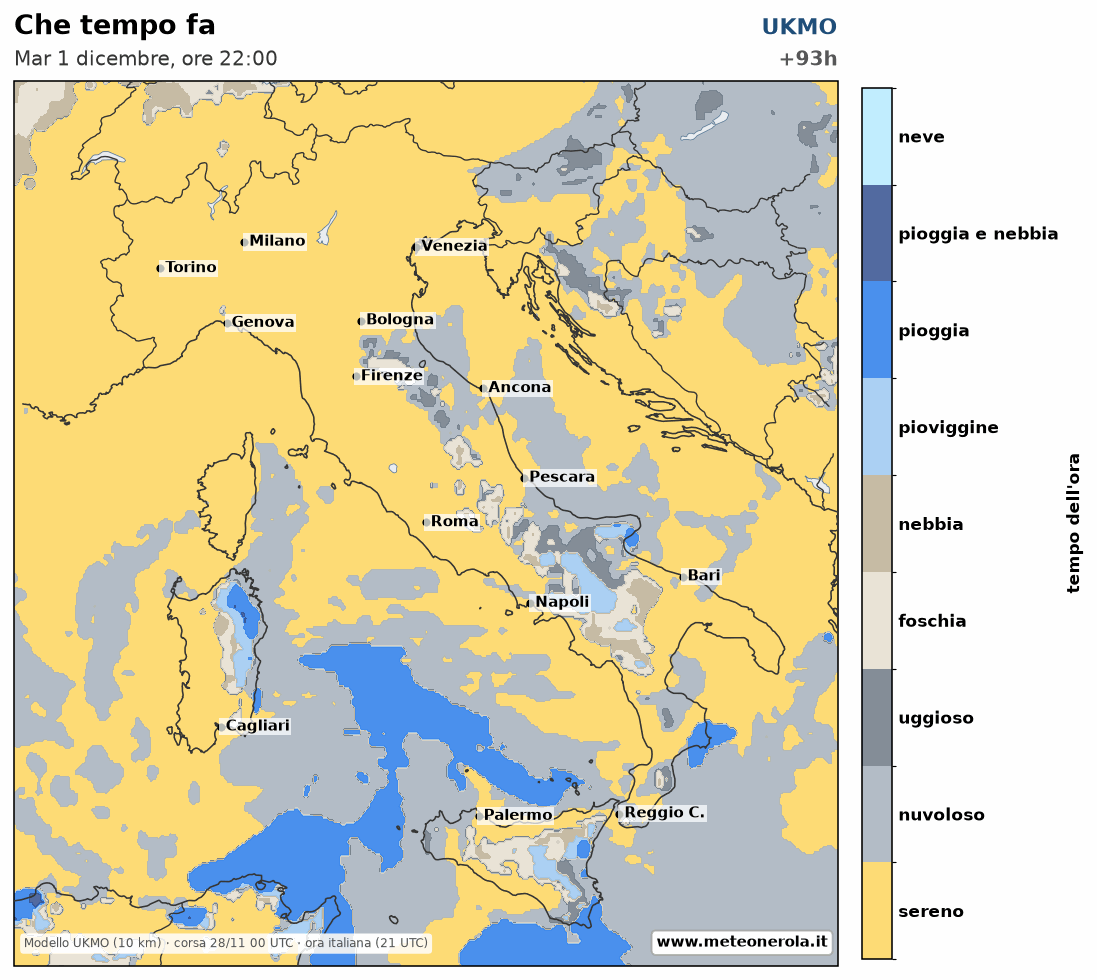 Che tempo fa
UKMO
Mar 1 dicembre, ore 22:00
+93h
neve
pioggia e nebbia
pioggia
pioviggine
nebbia
foschia
uggioso
nuvoloso
sereno
tempo dell'ora
Milano
Venezia
Torino
Genova
Bologna
Firenze
Ancona
Pescara
Roma
Bari
Napoli
Cagliari
Palermo
Reggio C.
Modello UKMO (10 km) · corsa 28/11 00 UTC · ora italiana (21 UTC)
www.meteonerola.it